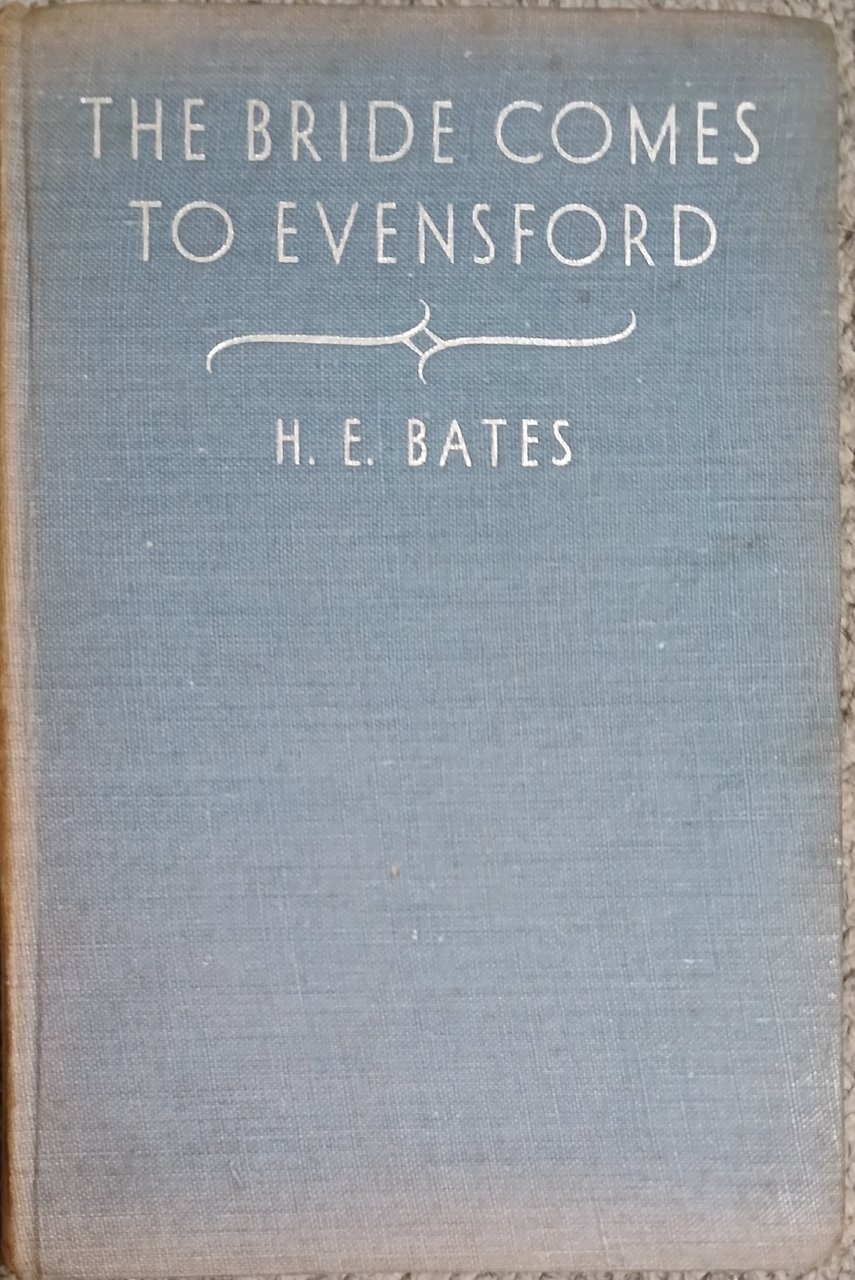 THE BRIDE COMES
TO EVENSFORD
H. E. BATES